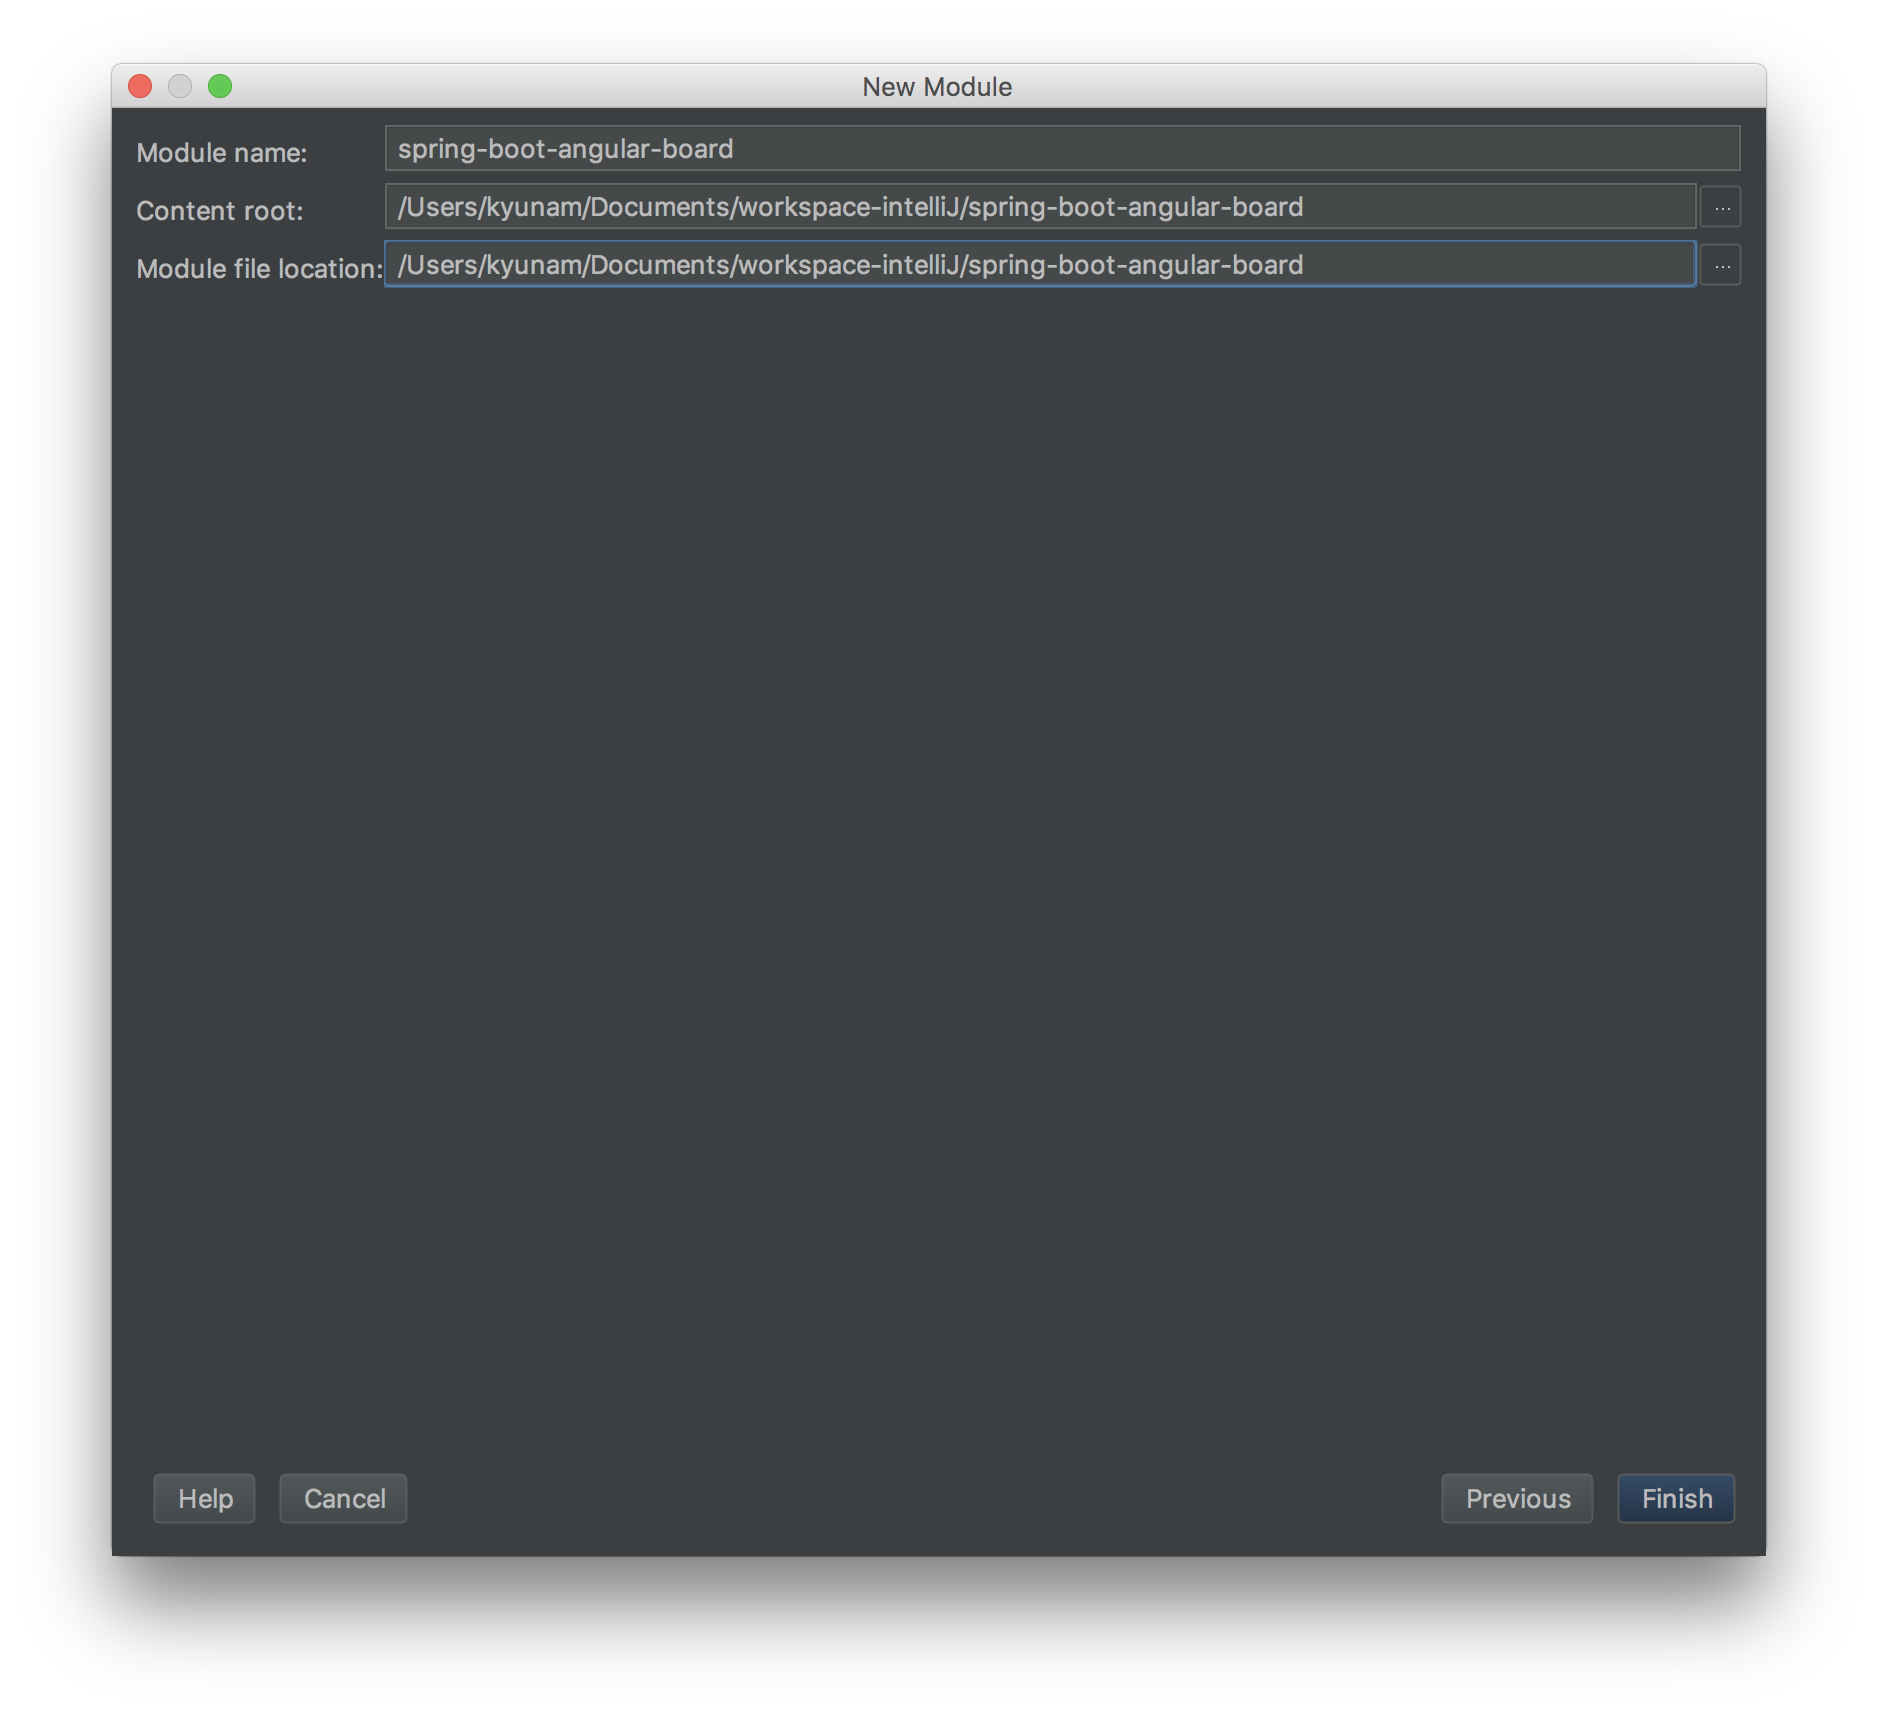 New Module
Module name: spring-boot-angular-board
Content root: /Users/kyunam/Documents/workspace-intelliJ/spring-boot-angular-board ...
Module file location: /Users/kyunam/Documents/workspace-intelliJ/spring-boot-angular-board ...
Help Cancel Previous Finish